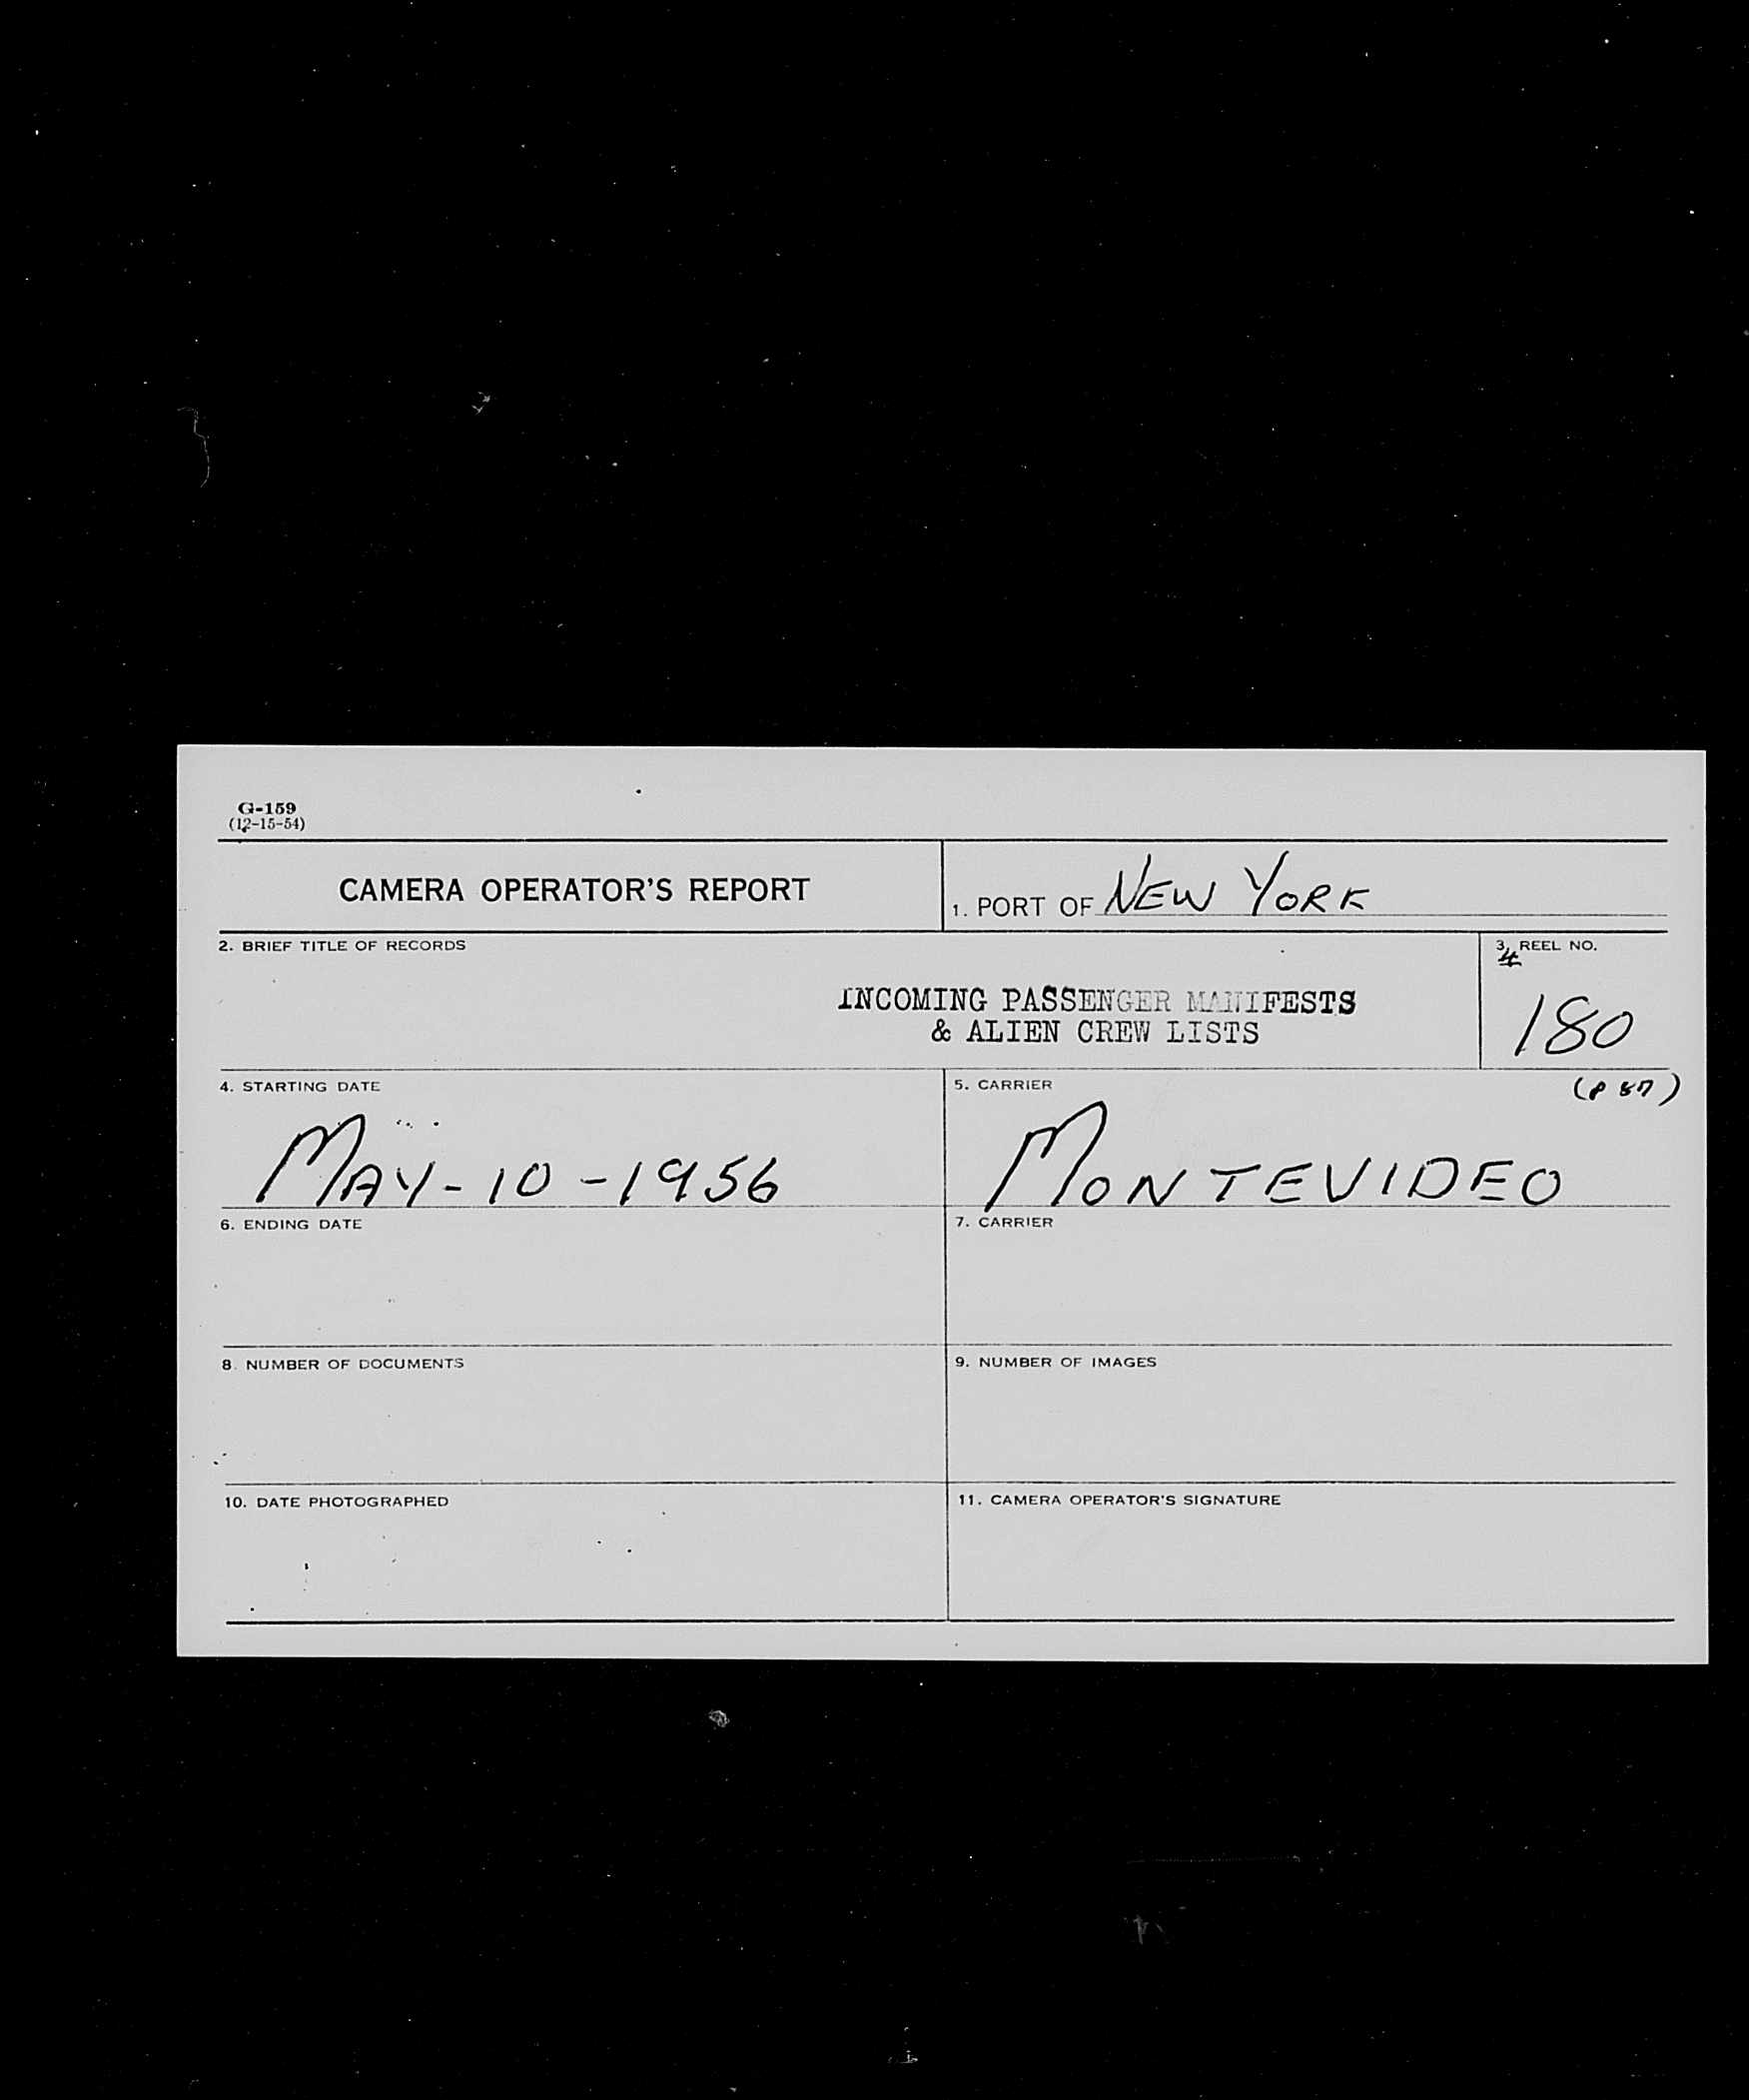 G-159
(12-15-54)
CAMERA OPERATOR'S REPORT
1. PORT OF NEW YORK
2. BRIEF TITLE OF RECORDS
INCOMING PASSENGER MANIFESTS
& ALIEN CREW LISTS
3. REEL NO.
#
180
4. STARTING DATE
MAY-10-1956
5. CARRIER
(P 87)
MONTEVIDEO
6. ENDING DATE
7. CARRIER
8. NUMBER OF DOCUMENTS
9. NUMBER OF IMAGES
10. DATE PHOTOGRAPHED
11. CAMERA OPERATOR'S SIGNATURE